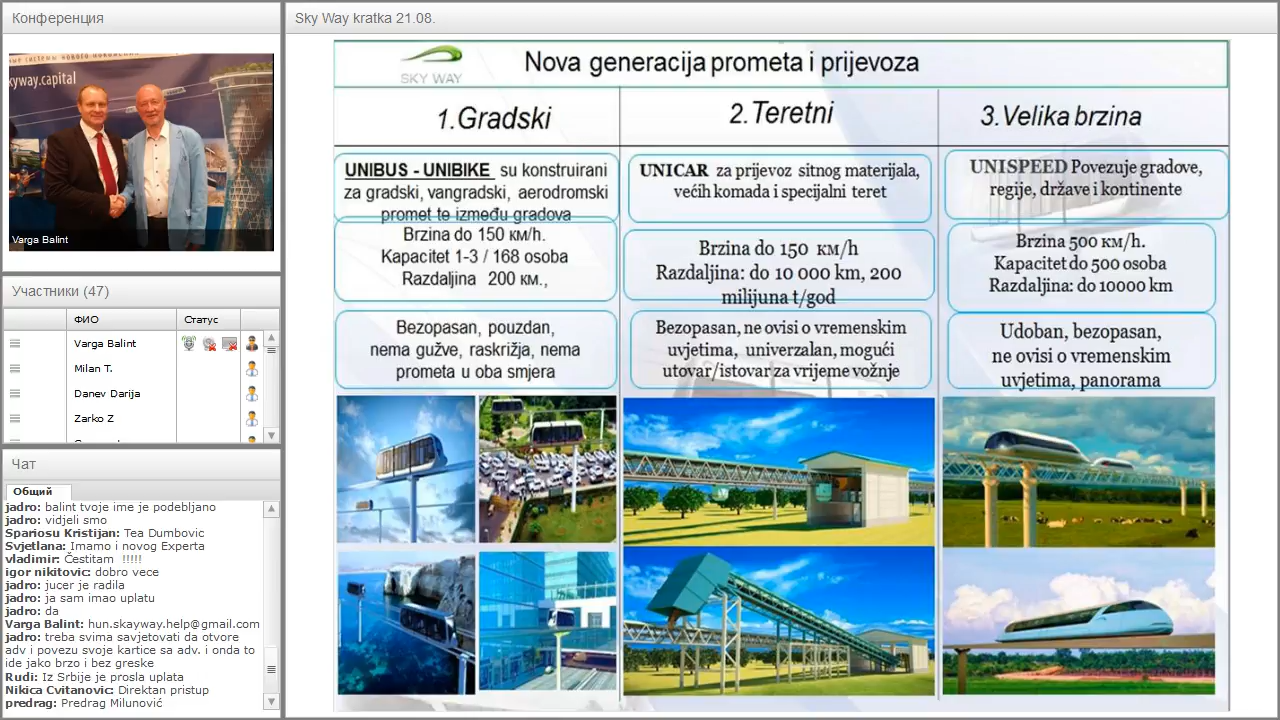 Конференция
skyway.capital
Varga Balint
Участники (47)
ФИО
Статус
Varga Balint
Milan T.
Danev Darija
Zarko Z
Чат
Общий
jadro: balint tvoje ime je podebljano
jadro: vidjeli smo
Spariosu Kristijan: Tea Dumbovic
Svjetlana: Imamo i novog Experta
vladimir: Čestitam !!!!!
igor nikitovic: dobro vece
jadro: jucer je radila
jadro: ja sam imao uplatu
jadro: da
Varga Balint: hun.skayway.help@gmail.com
jadro: treba svima savjetovati da otvore
adv i povezu svoje kartice sa adv. i onda to
ide jako brzo i bez greske
Rudi: Iz Srbije je prosla uplata
Nikica Cvitanovic: Direktan pristup
predrag: Predrag Milunović
Sky Way kratka 21.08.
SKY WAY
Nova generacija prometa i prijevoza
1.Gradski
2.Teretni
3.Velika brzina
UNIBUS - UNIBIKE su konstruirani
za gradski, vangradski, aerodromski
promet te između gradova
Brzina do 150 км/h.
Kapacitet 1-3 / 168 osoba
Razdaljina 200 км.,
Bezopasan, pouzdan,
nema gužve, raskrižja, nema
prometa u oba smjera
UNICAR za prijevoz sitnog materijala,
većih komada i specijalni teret
Brzina do 150 км/h
Razdaljina: do 10 000 km, 200
milijuna t/god
Bezopasan, ne ovisi o vremenskim
uvjetima, univerzalan, mogući
utovar/istovar za vrijeme vožnje
UNISPEED Povezuje gradove,
regije, države i kontinente
Brzina 500 км/h.
Kapacitet do 500 osoba
Razdaljina: do 10000 km
Udoban, bezopasan,
ne ovisi o vremenskim
uvjetima, panorama